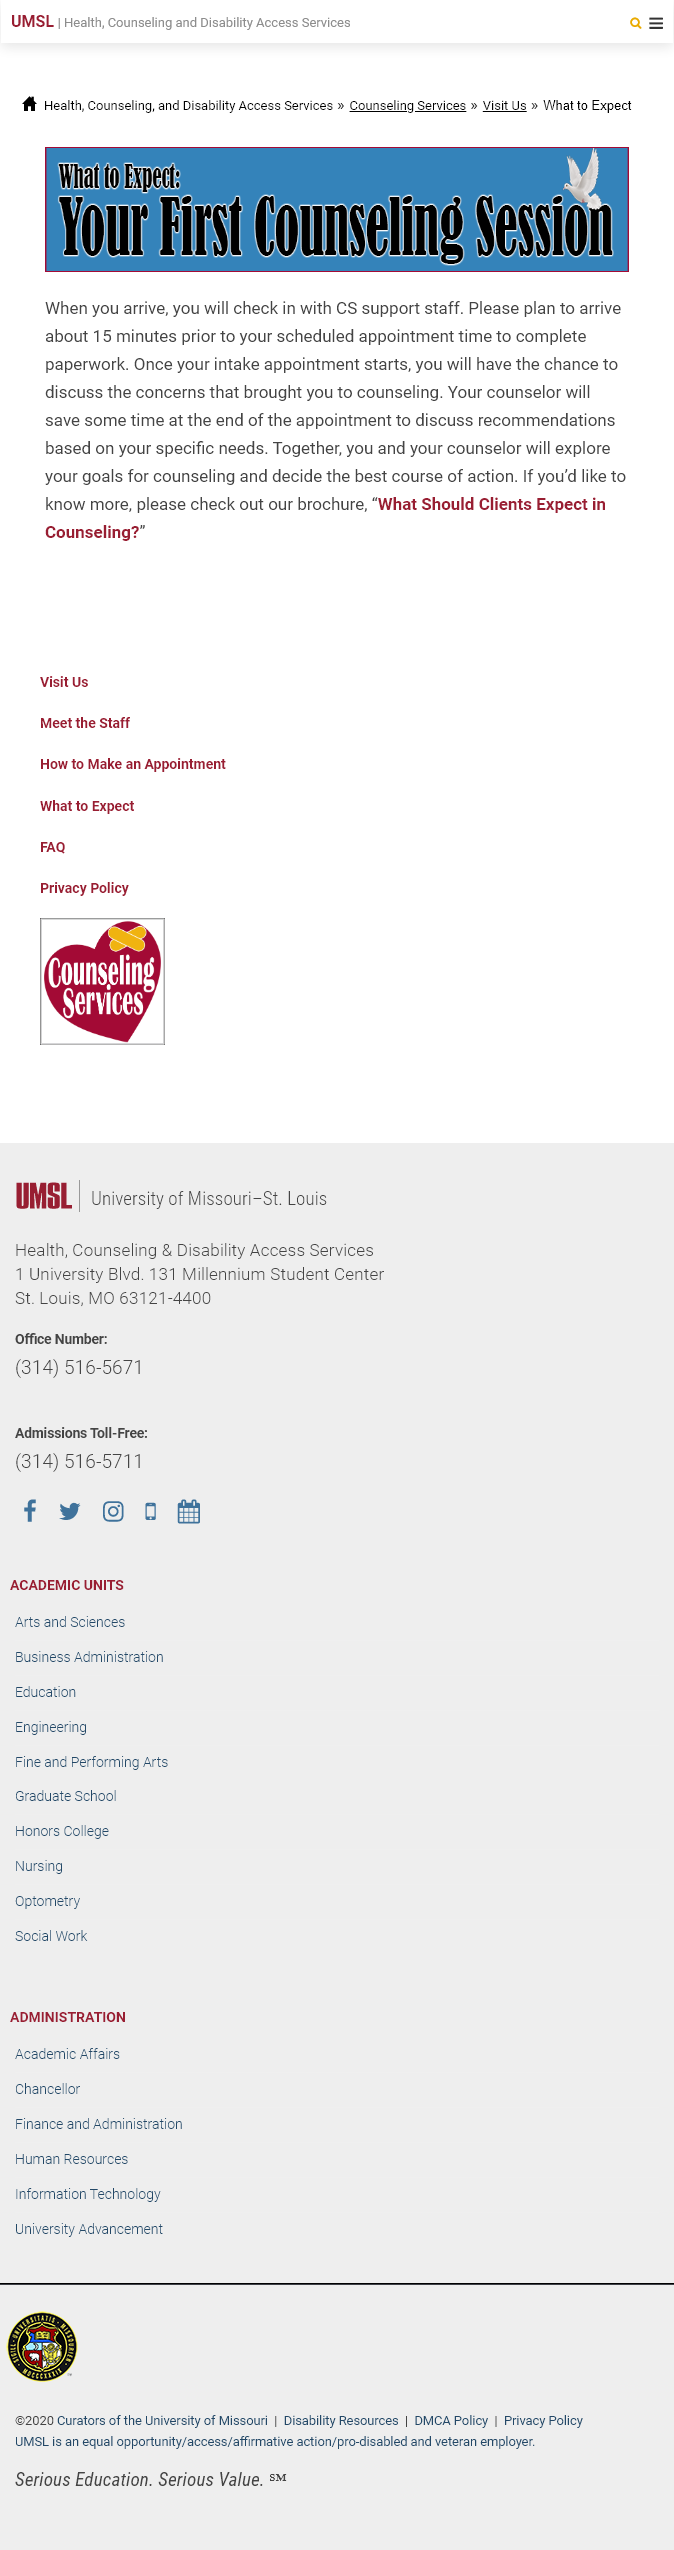 UMSL | Health, Counseling and Disability Access Services
Health, Counseling, and Disability Access Services » Counseling Services » Visit Us » What to Expect
What to Expect:
Your First Counseling Session
When you arrive, you will check in with CS support staff. Please plan to arrive
about 15 minutes prior to your scheduled appointment time to complete
paperwork. Once your intake appointment starts, you will have the chance to
discuss the concerns that brought you to counseling. Your counselor will
save some time at the end of the appointment to discuss recommendations
based on your specific needs. Together, you and your counselor will explore
your goals for counseling and decide the best course of action. If you’d like to
know more, please check out our brochure, “What Should Clients Expect in
Counseling?”
Visit Us
Meet the Staff
How to Make an Appointment
What to Expect
FAQ
Privacy Policy
Counseling
Services
UMSL University of Missouri–St. Louis
Health, Counseling & Disability Access Services
1 University Blvd. 131 Millennium Student Center
St. Louis, MO 63121-4400
Office Number:
(314) 516-5671
Admissions Toll-Free:
(314) 516-5711
ACADEMIC UNITS
Arts and Sciences
Business Administration
Education
Engineering
Fine and Performing Arts
Graduate School
Honors College
Nursing
Optometry
Social Work
ADMINISTRATION
Academic Affairs
Chancellor
Finance and Administration
Human Resources
Information Technology
University Advancement
©2020 Curators of the University of Missouri | Disability Resources | DMCA Policy | Privacy Policy
UMSL is an equal opportunity/access/affirmative action/pro-disabled and veteran employer.
Serious Education. Serious Value. ℠